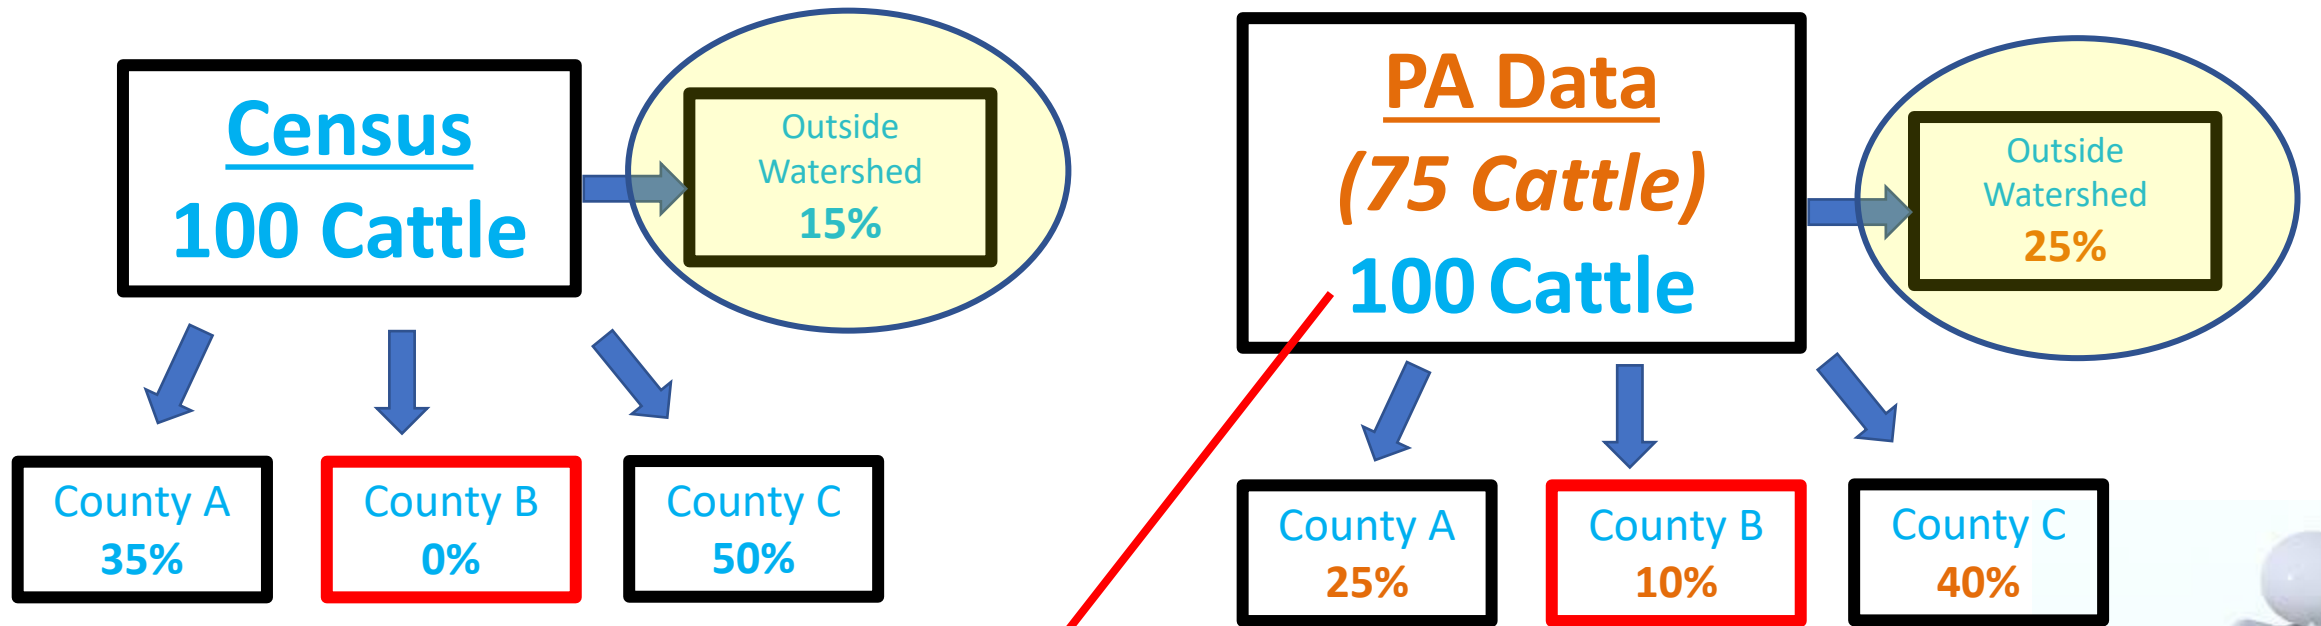 Census
100 Cattle
Outside
Watershed
15%
County A
35%
County B
0%
County C
50%
PA Data
(75 Cattle)
100 Cattle
Outside
Watershed
25%
County A
25%
County B
10%
County C
40%